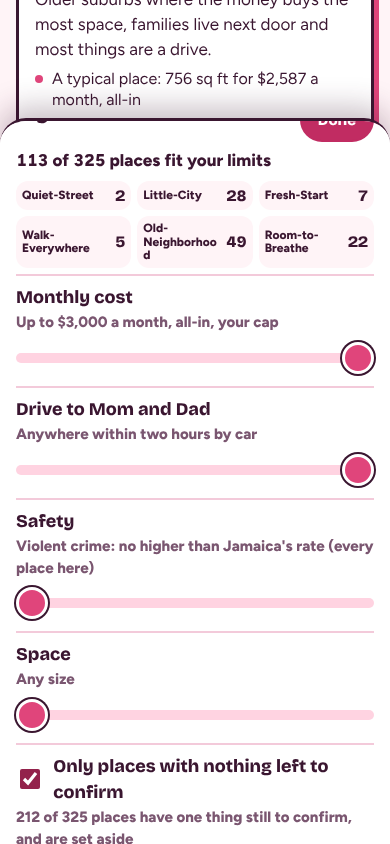 Older suburbs where the money buys the
most space, families live next door and
most things are a drive.
A typical place: 756 sq ft for $2,587 a
month, all-in
Done
113 of 325 places fit your limits
Quiet-Street 2
Little-City 28
Fresh-Start 7
Walk-
Everywhere 5
Old-
Neighborhoo
d 49
Room-to-
Breathe 22
Monthly cost
Up to $3,000 a month, all-in, your cap
Drive to Mom and Dad
Anywhere within two hours by car
Safety
Violent crime: no higher than Jamaica's rate (every
place here)
Space
Any size
Only places with nothing left to
confirm
212 of 325 places have one thing still to confirm,
and are set aside